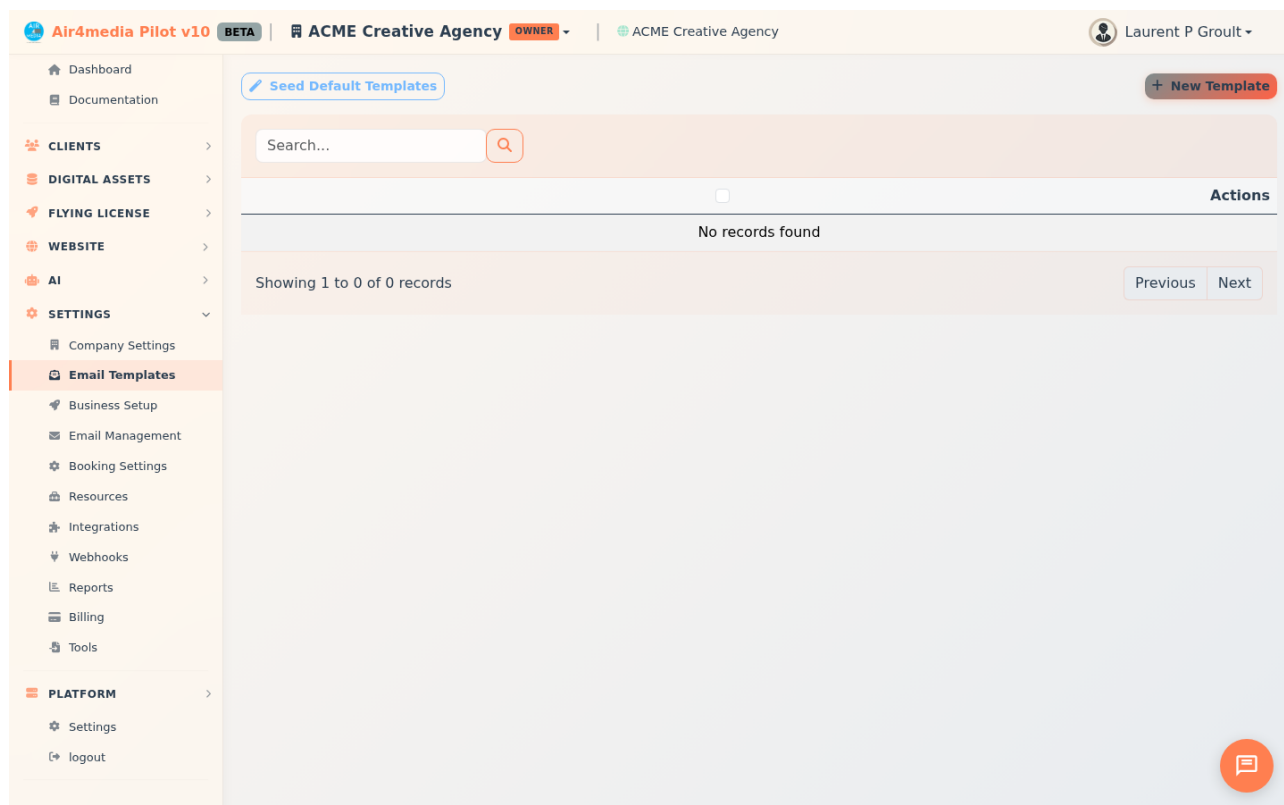 Air4media Pilot v10 BETA ACME Creative Agency OWNER ACME Creative Agency Laurent P Groult
Dashboard
Documentation
CLIENTS
DIGITAL ASSETS
FLYING LICENSE
WEBSITE
AI
SETTINGS
Company Settings
Email Templates
Business Setup
Email Management
Booking Settings
Resources
Integrations
Webhooks
Reports
Billing
Tools
PLATFORM
Settings
logout
Seed Default Templates
New Template
Search...
Actions
No records found
Showing 1 to 0 of 0 records
Previous Next